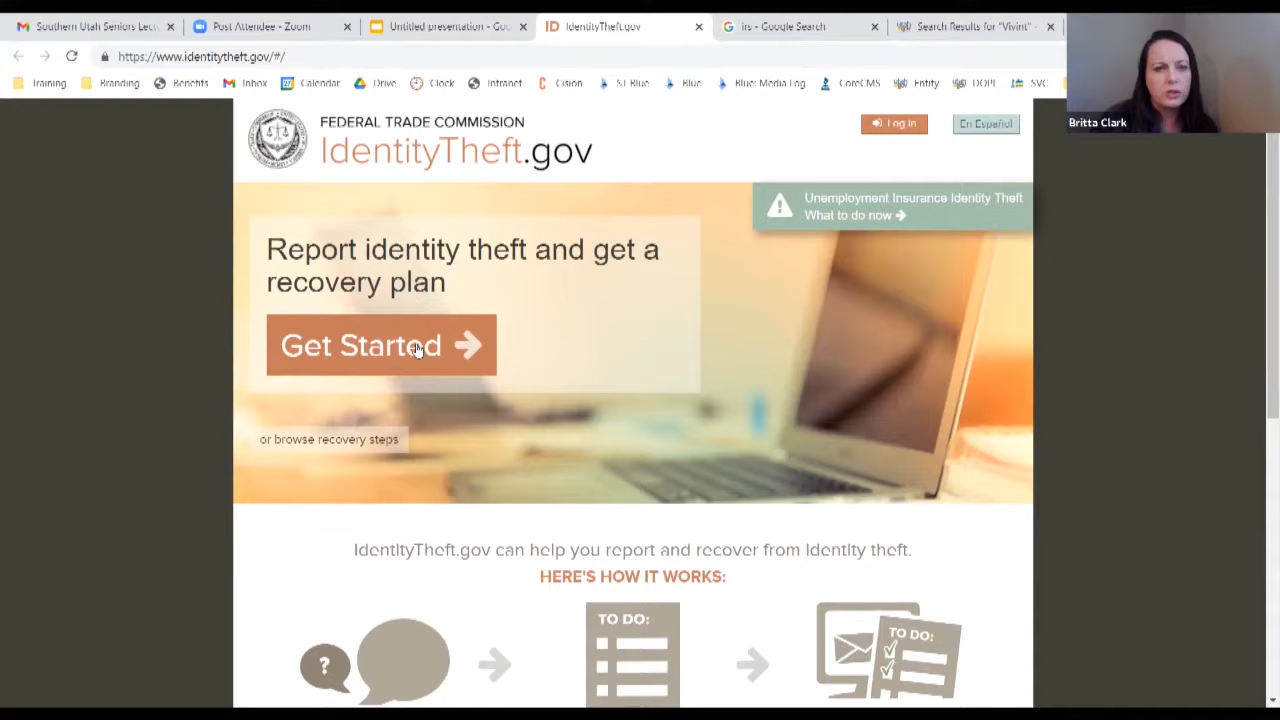 Southern Utah Seniors Lect
Post Attendee - Zoom
Untitled presentation - Goo
IdentityTheft.gov
irs - Google Search
Search Results for "Vivint" -
https://www.identitytheft.gov/#/
Training
Branding
Benefits
Inbox
Calendar
Drive
Clock
Intranet
Cision
ST Blue
Blue
Blue: Media Log
CoreCMS
Entity
DOPL
SVC
Britta Clark
FEDERAL TRADE COMMISSION
IdentityTheft.gov
Log In
En Español
Unemployment Insurance Identity Theft
What to do now
Report identity theft and get a
recovery plan
Get Started
or browse recovery steps
IdentityTheft.gov can help you report and recover from identity theft.
HERE'S HOW IT WORKS:
?
TO DO:
TO DO: